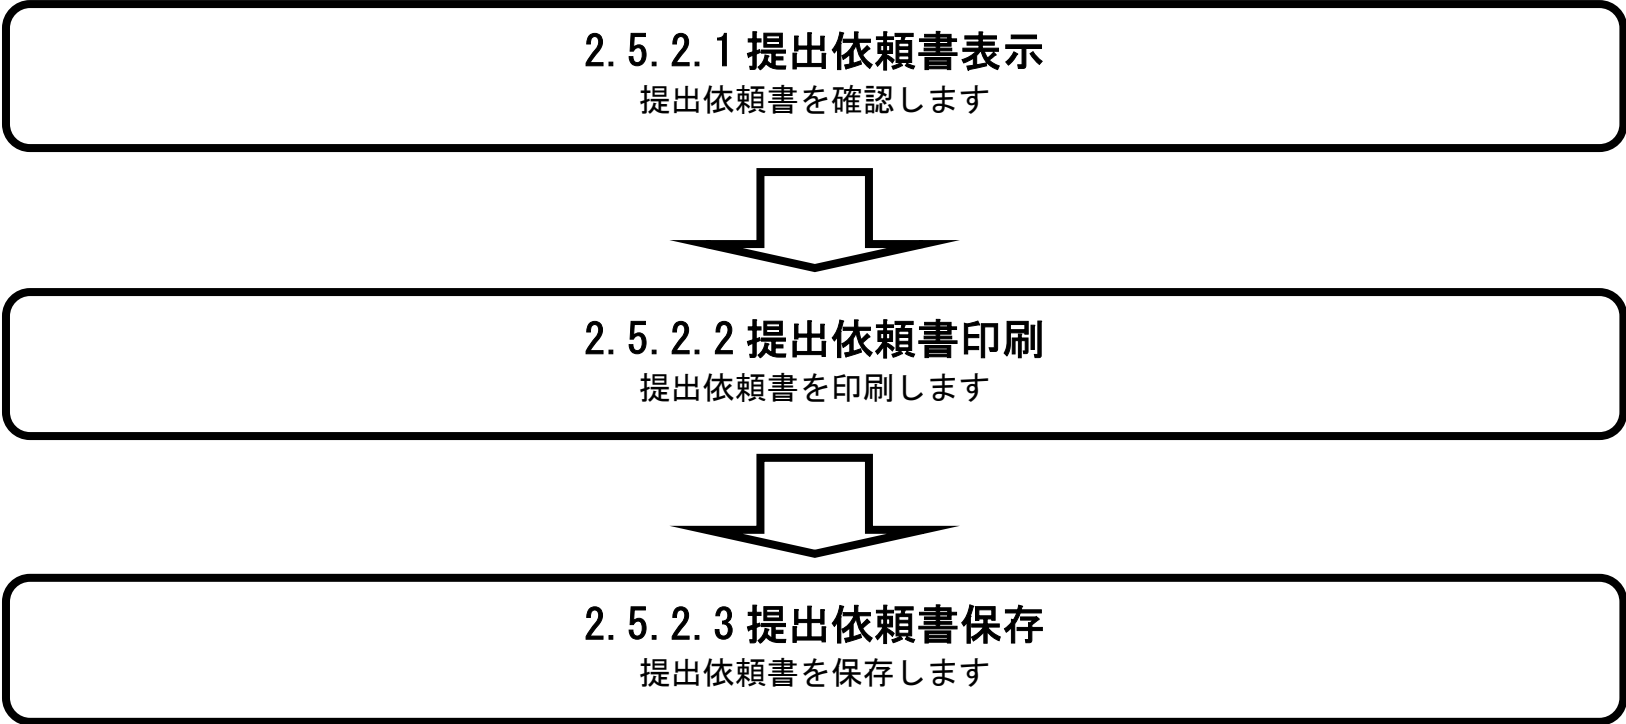 2.5.2.1 提出依頼書表示
提出依頼書を確認します
2.5.2.2 提出依頼書印刷
提出依頼書を印刷します
2.5.2.3 提出依頼書保存
提出依頼書を保存します